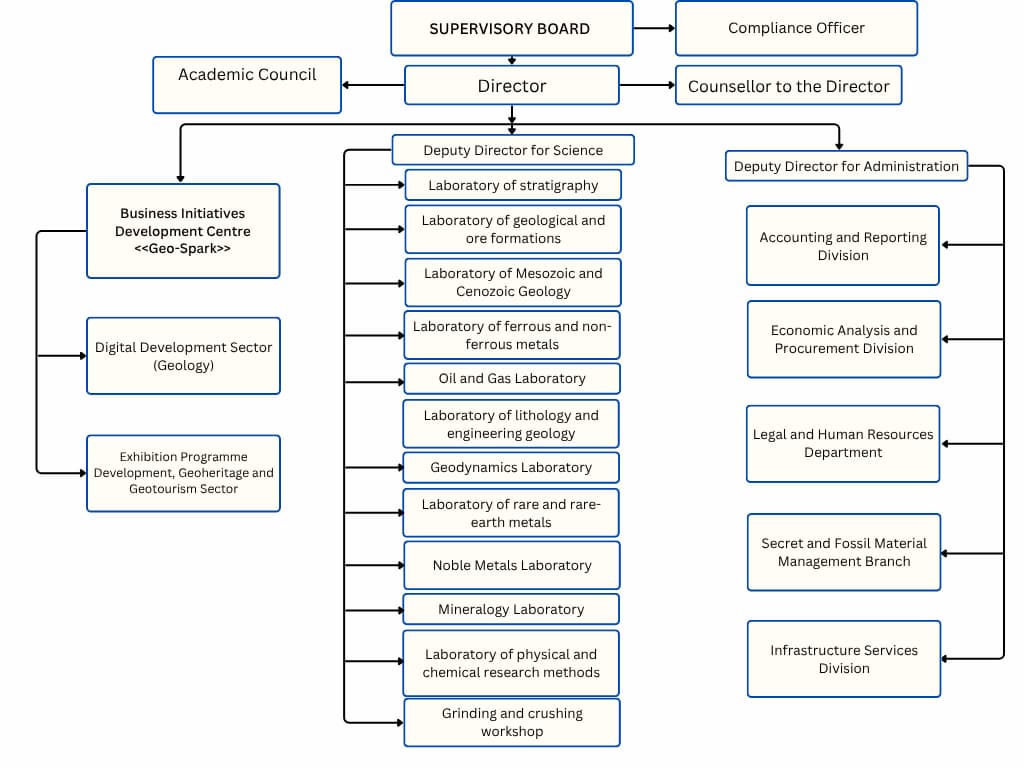 SUPERVISORY BOARD
Compliance Officer
Academic Council
Director
Counsellor to the Director
Business Initiatives
Development Centre
<<Geo-Spark>>
Digital Development Sector
(Geology)
Exhibition Programme
Development, Geoheritage and
Geotourism Sector
Deputy Director for Science
Laboratory of stratigraphy
Laboratory of geological and
ore formations
Laboratory of Mesozoic and
Cenozoic Geology
Laboratory of ferrous and non-
ferrous metals
Oil and Gas Laboratory
Laboratory of lithology and
engineering geology
Geodynamics Laboratory
Laboratory of rare and rare-
earth metals
Noble Metals Laboratory
Mineralogy Laboratory
Laboratory of physical and
chemical research methods
Grinding and crushing
workshop
Deputy Director for Administration
Accounting and Reporting
Division
Economic Analysis and
Procurement Division
Legal and Human Resources
Department
Secret and Fossil Material
Management Branch
Infrastructure Services
Division